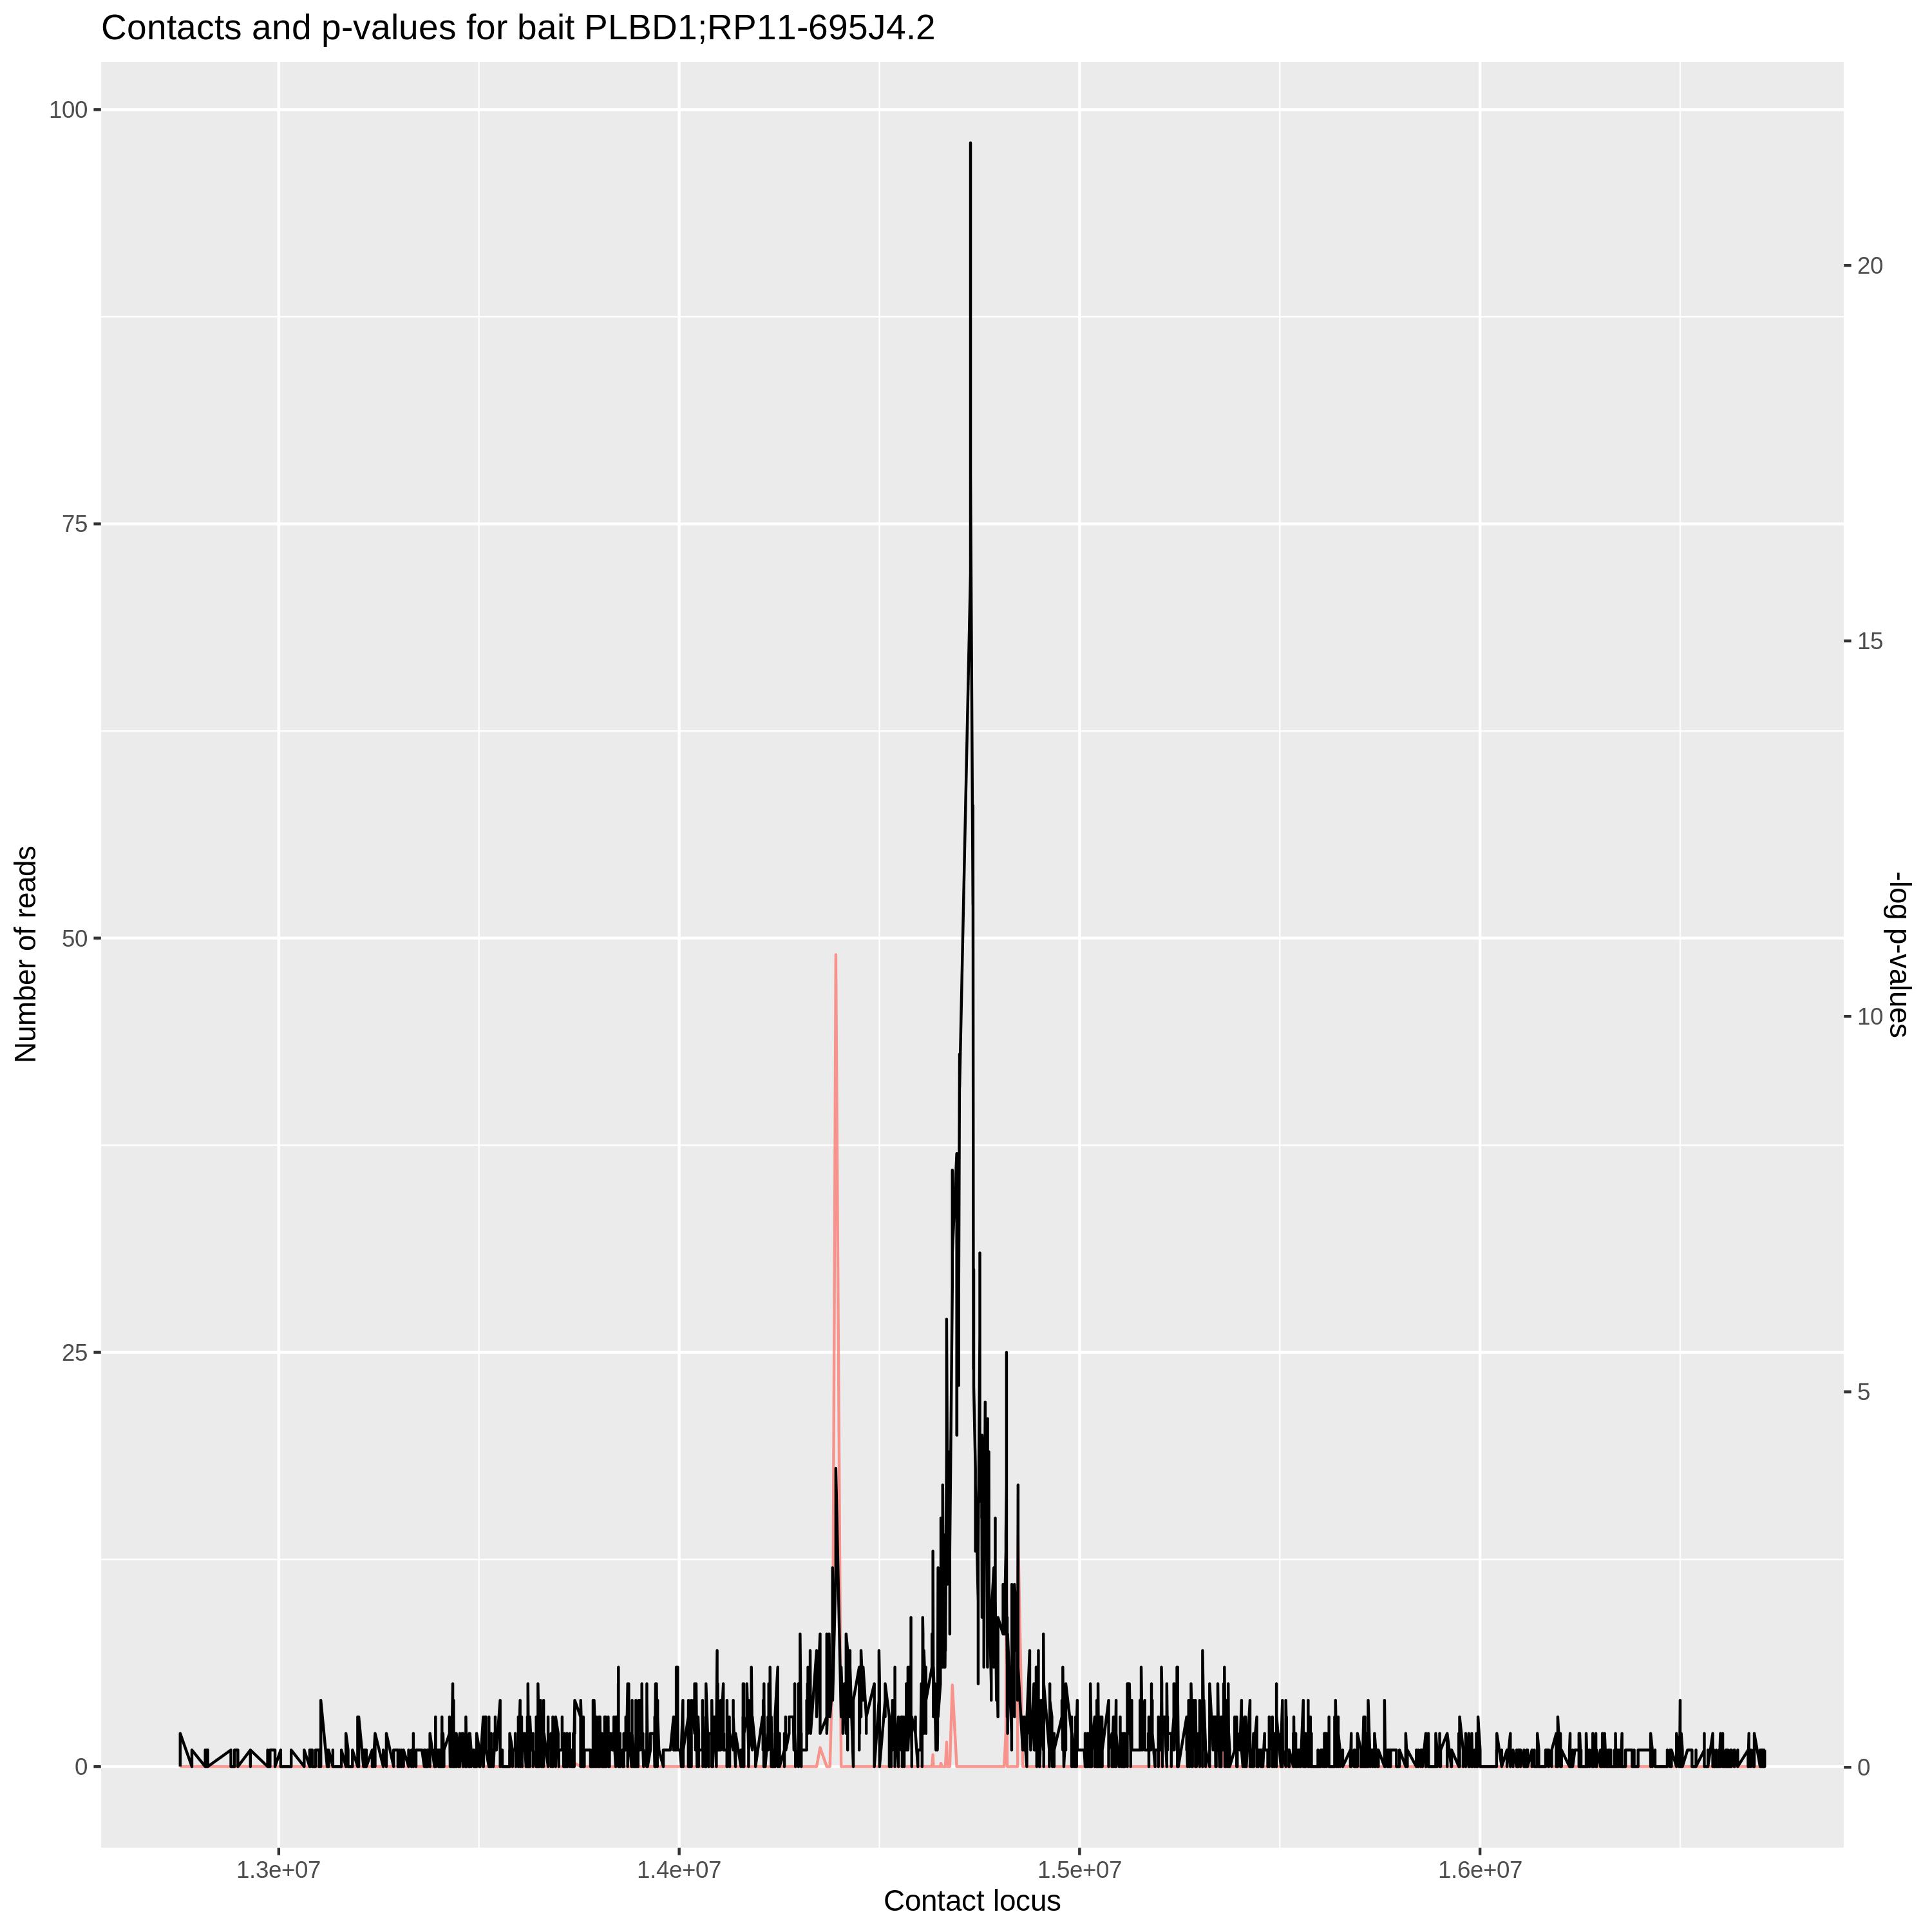 Contacts and p-values for bait PLBD1;RP11-695J4.2
100
75
50
25
0
Number of reads
20
15
10
5
0
-log p-values
1.3e+07
1.4e+07
1.5e+07
1.6e+07
Contact locus